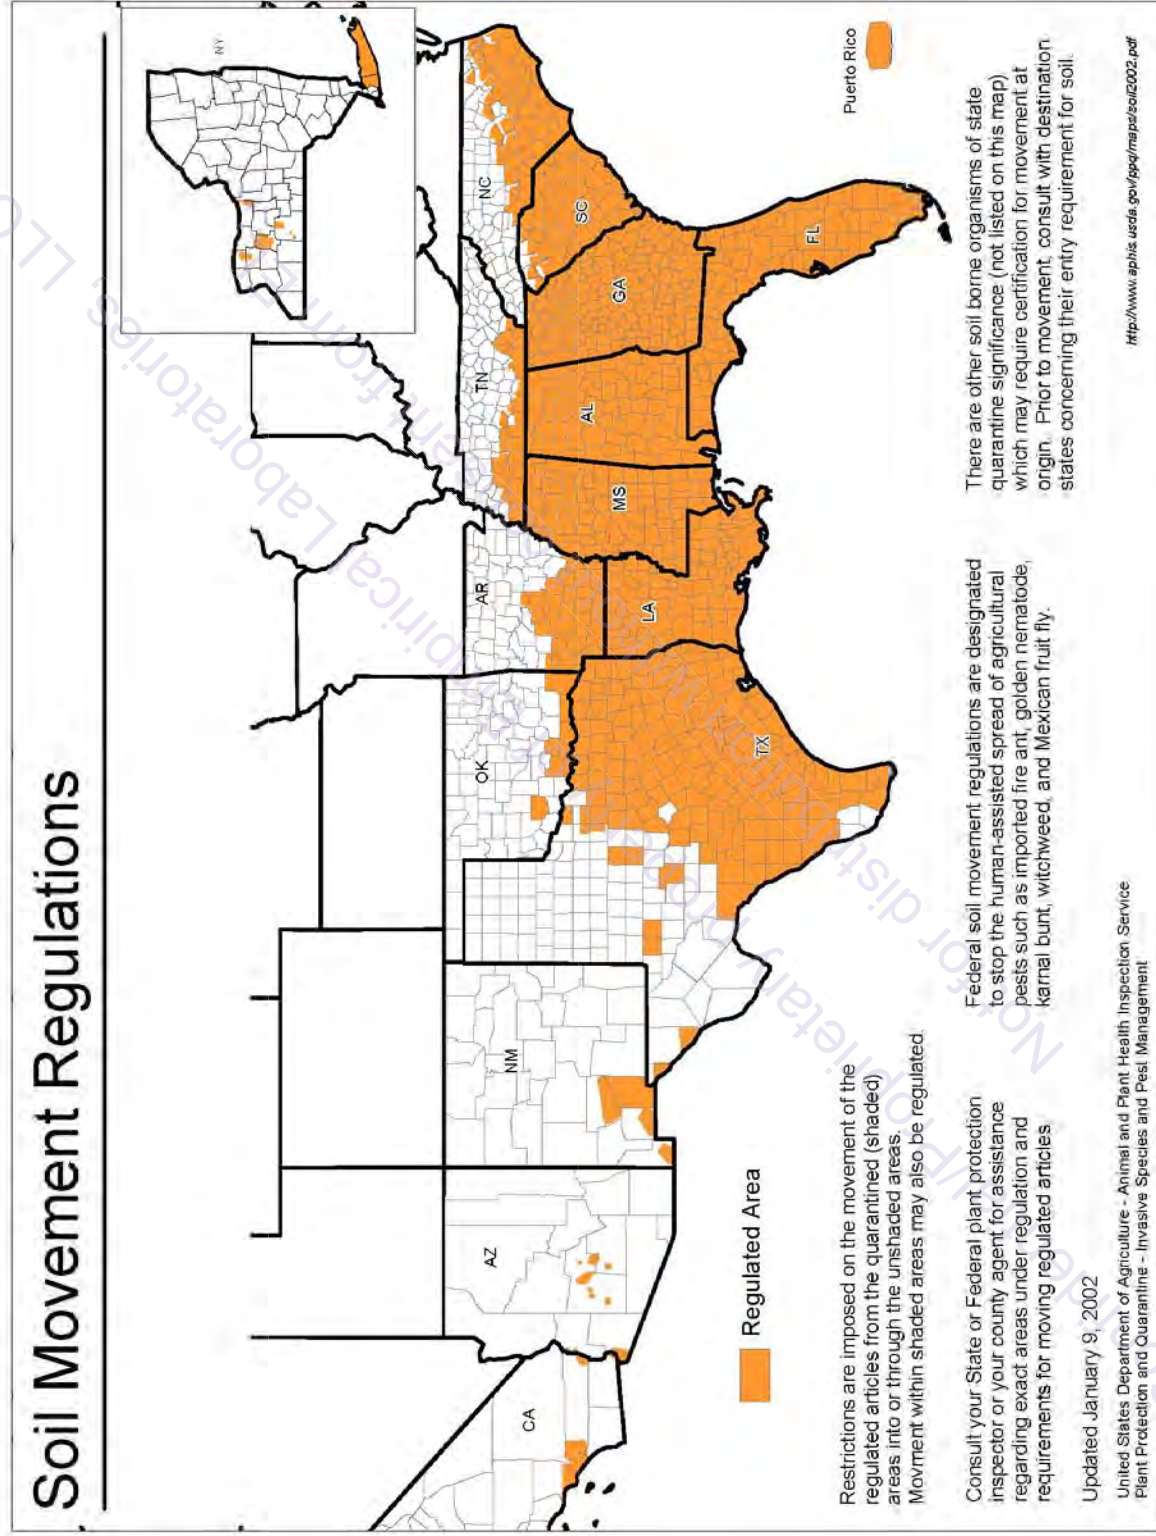 Soil Movement Regulations
NY
CA
AZ
NM
OK
TX
AR
LA
TN
MS
AL
GA
NC
SC
FL
Puerto Rico
Regulated Area
Restrictions are imposed on the movement of the
regulated articles from the quarantined (shaded)
areas into or through the unshaded areas.
Movment within shaded areas may also be regulated.
Consult your State or Federal plant protection
inspector or your county agent for assistance
regarding exact areas under regulation and
requirements for moving regulated articles.
Federal soil movement regulations are designated
to stop the human-assisted spread of agricultural
pests such as imported fire ant, golden nematode,
karnal bunt, witchweed, and Mexican fruit fly.
There are other soil borne organisms of state
quarantine significance (not listed on this map)
which may require certification for movement at
origin. Prior to movement, consult with destination
states concerning their entry requirement for soil.
Updated January 9, 2002
United States Department of Agriculture - Animal and Plant Health Inspection Service
Plant Protection and Quarantine - Invasive Species and Pest Management
http://www.aphis.usda.gov/ppq/maps/soil2002.pdf